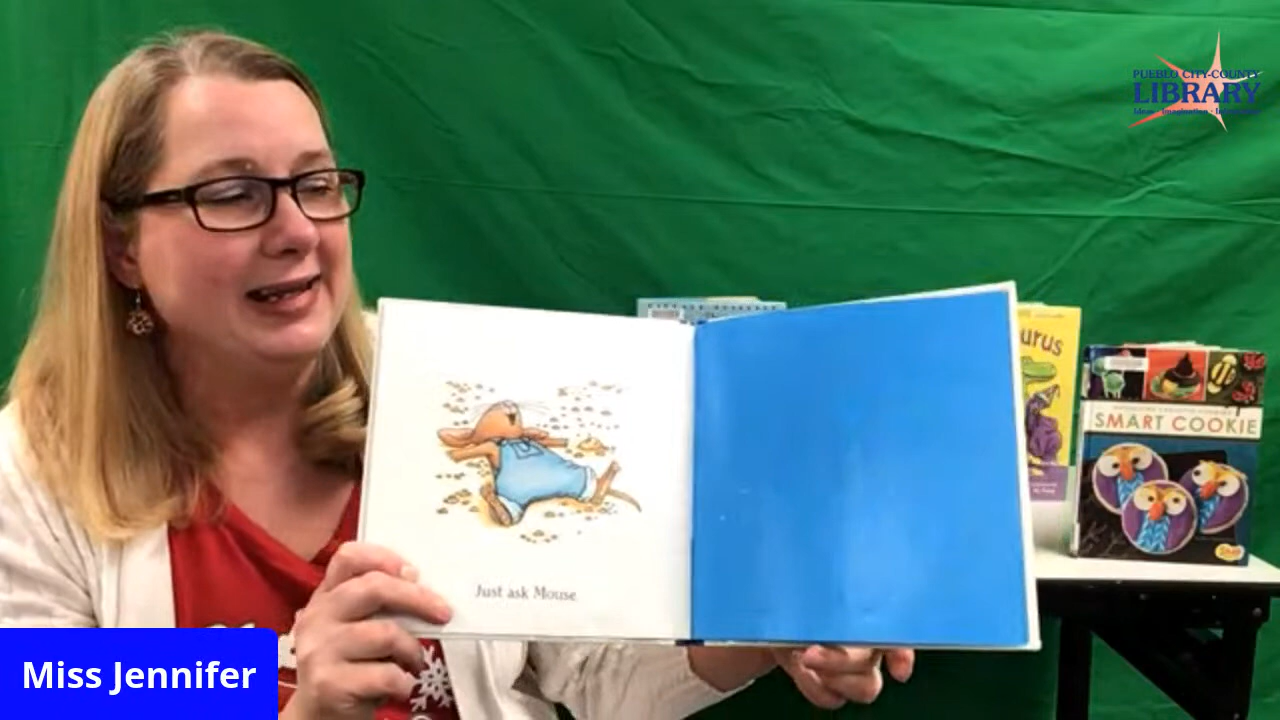 PUEBLO CITY-COUNTY
LIBRARY
urus
SMART COOKIE
Just ask Mouse.
Miss Jennifer